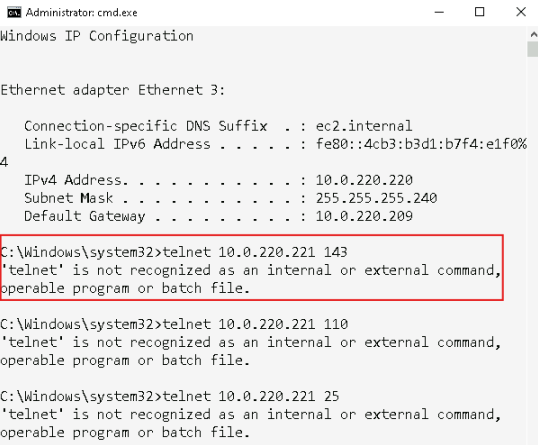 Administrator: cmd.exe
Windows IP Configuration
Ethernet adapter Ethernet 3:
Connection-specific DNS Suffix  . : ec2.internal
Link-local IPv6 Address . . . . . : fe80::4cb3:b3d1:b7f4:e1f0%
4
IPv4 Address. . . . . . . . . . . : 10.0.220.220
Subnet Mask . . . . . . . . . . . : 255.255.255.240
Default Gateway . . . . . . . . . : 10.0.220.209
C:\Windows\system32>telnet 10.0.220.221 143
'telnet' is not recognized as an internal or external command,
operable program or batch file.
C:\Windows\system32>telnet 10.0.220.221 110
'telnet' is not recognized as an internal or external command,
operable program or batch file.
C:\Windows\system32>telnet 10.0.220.221 25
'telnet' is not recognized as an internal or external command,
operable program or batch file.